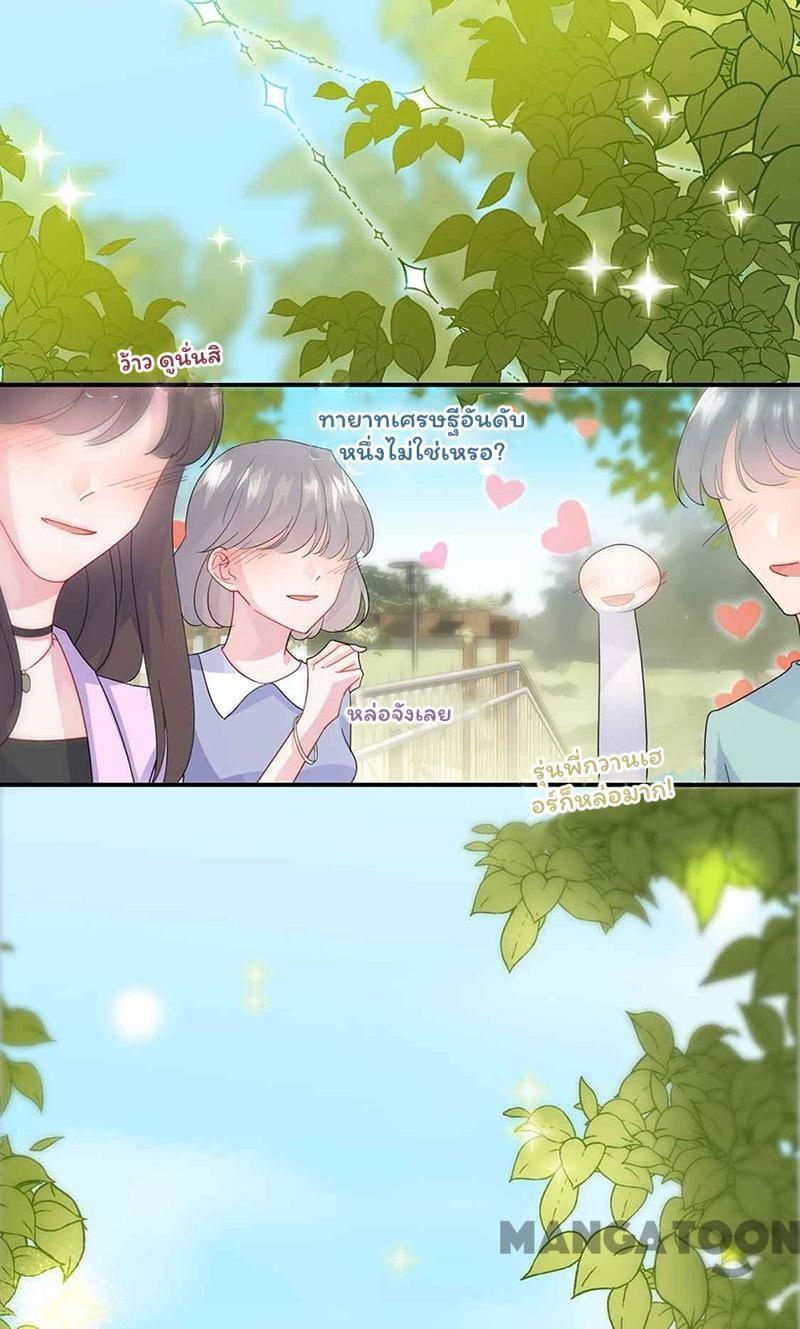 ว้าว ดูนั่นสิ
ทายาทเศรษฐีอันดับ
หนึ่งไม่ใช่เหรอ?
หล่อจังเลย
รุ่นพี่กวานเฮ
อร์ก็หล่อมาก!
MANGATOON